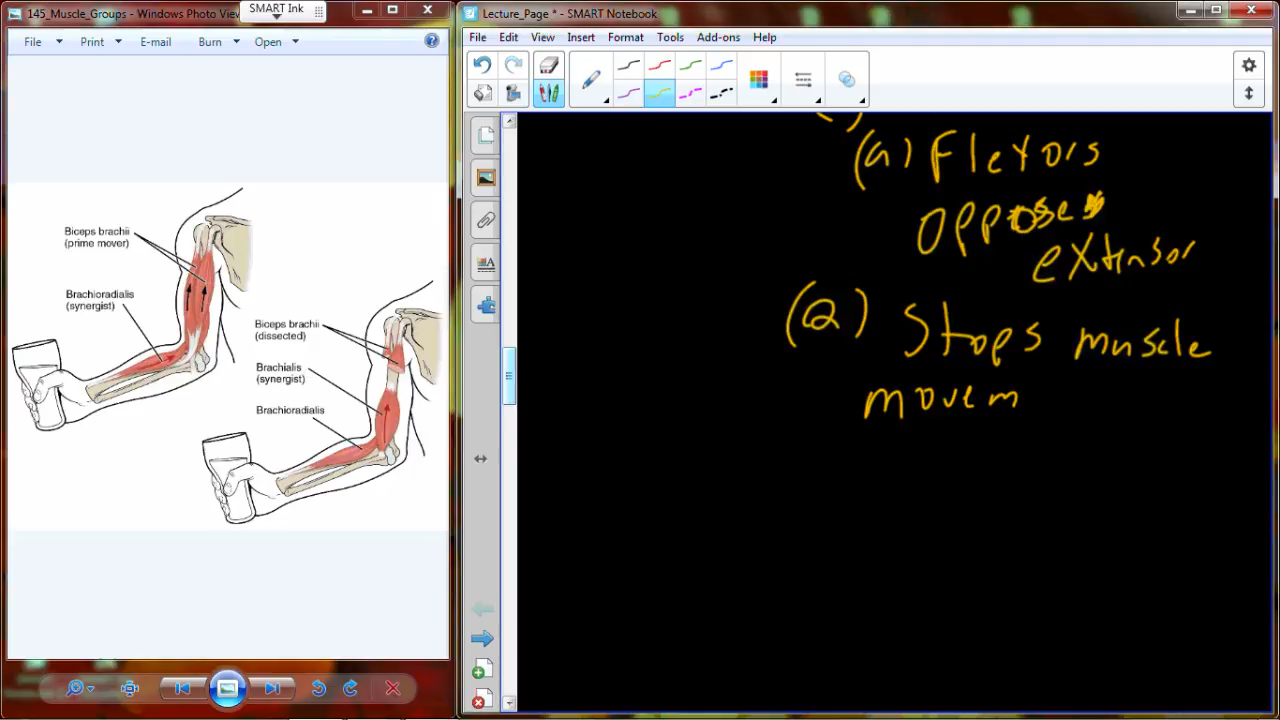 145_Muscle_Groups - Windows Photo View
SMART Ink
File Print E-mail Burn Open
Biceps brachii
(prime mover)
Brachioradialis
(synergist)
Biceps brachii
(dissected)
Brachialis
(synergist)
Brachioradialis
Lecture_Page * - SMART Notebook
File Edit View Insert Format Tools Add-ons Help
(a) Flexors
opposes
extensor
(2) Stops muscle
movem